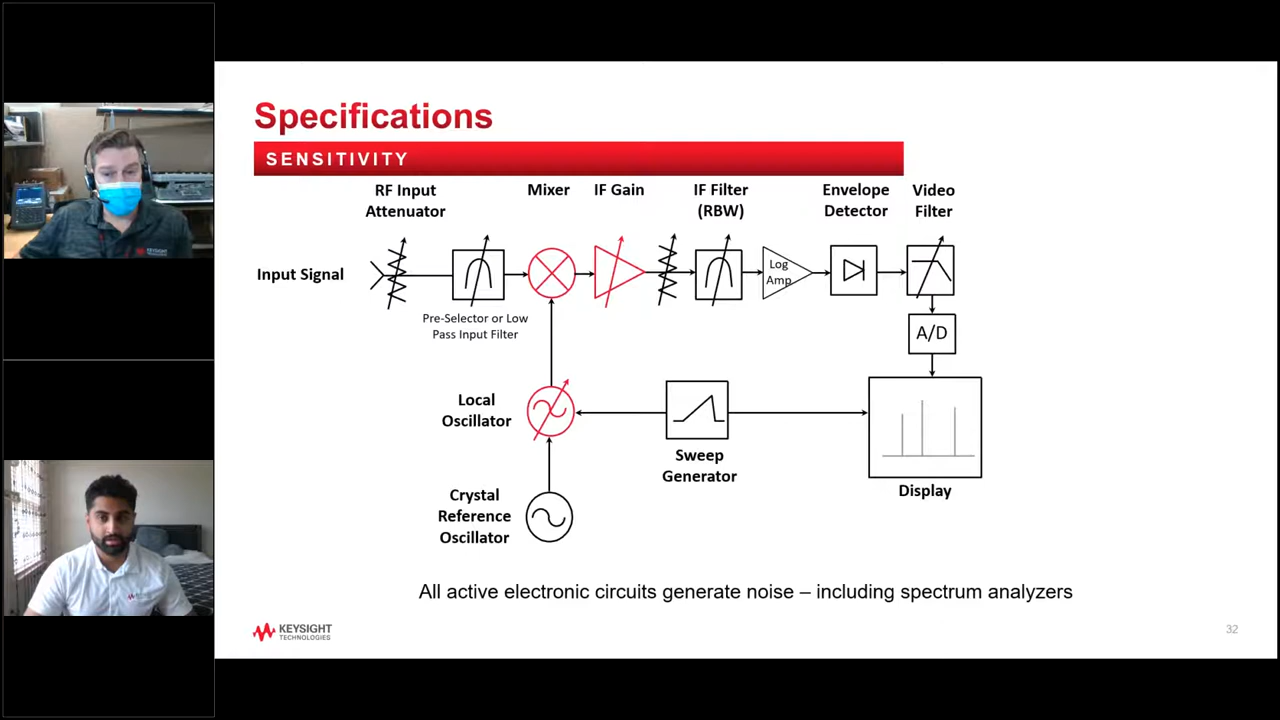 Specifications
SENSITIVITY
RF Input
Attenuator
Mixer
IF Gain
IF Filter
(RBW)
Envelope
Detector
Video
Filter
Input Signal
Log
Amp
Pre-Selector or Low
Pass Input Filter
A/D
Local
Oscillator
Sweep
Generator
Display
Crystal
Reference
Oscillator
All active electronic circuits generate noise – including spectrum analyzers
KEYSIGHT
TECHNOLOGIES
32
KEYSIGHT